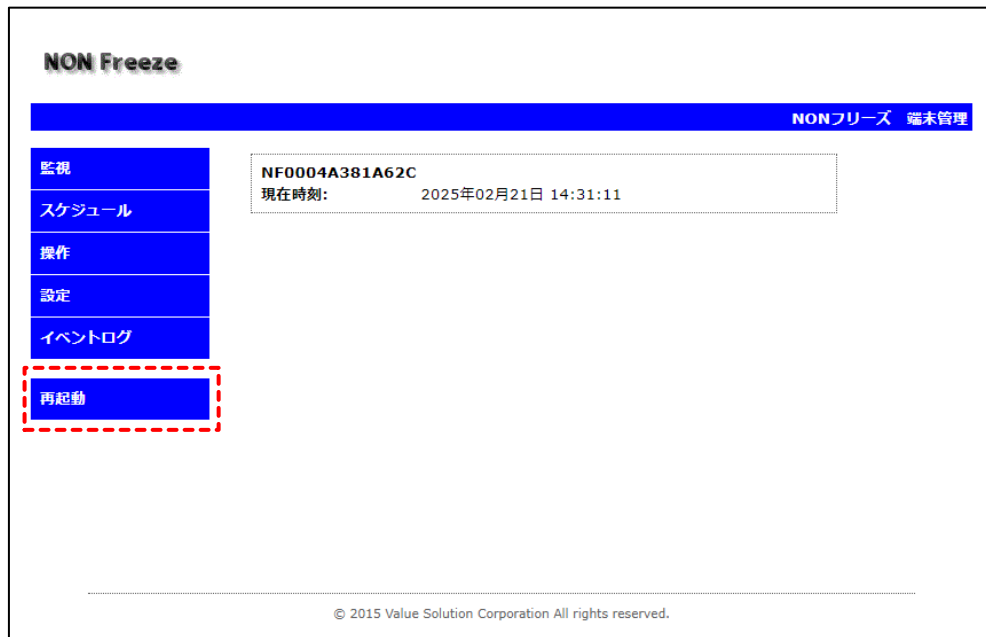 NON Freeze
NONフリーズ 端末管理
監視
スケジュール
操作
設定
イベントログ
再起動
NF0004A381A62C
現在時刻: 2025年02月21日 14:31:11
© 2015 Value Solution Corporation All rights reserved.